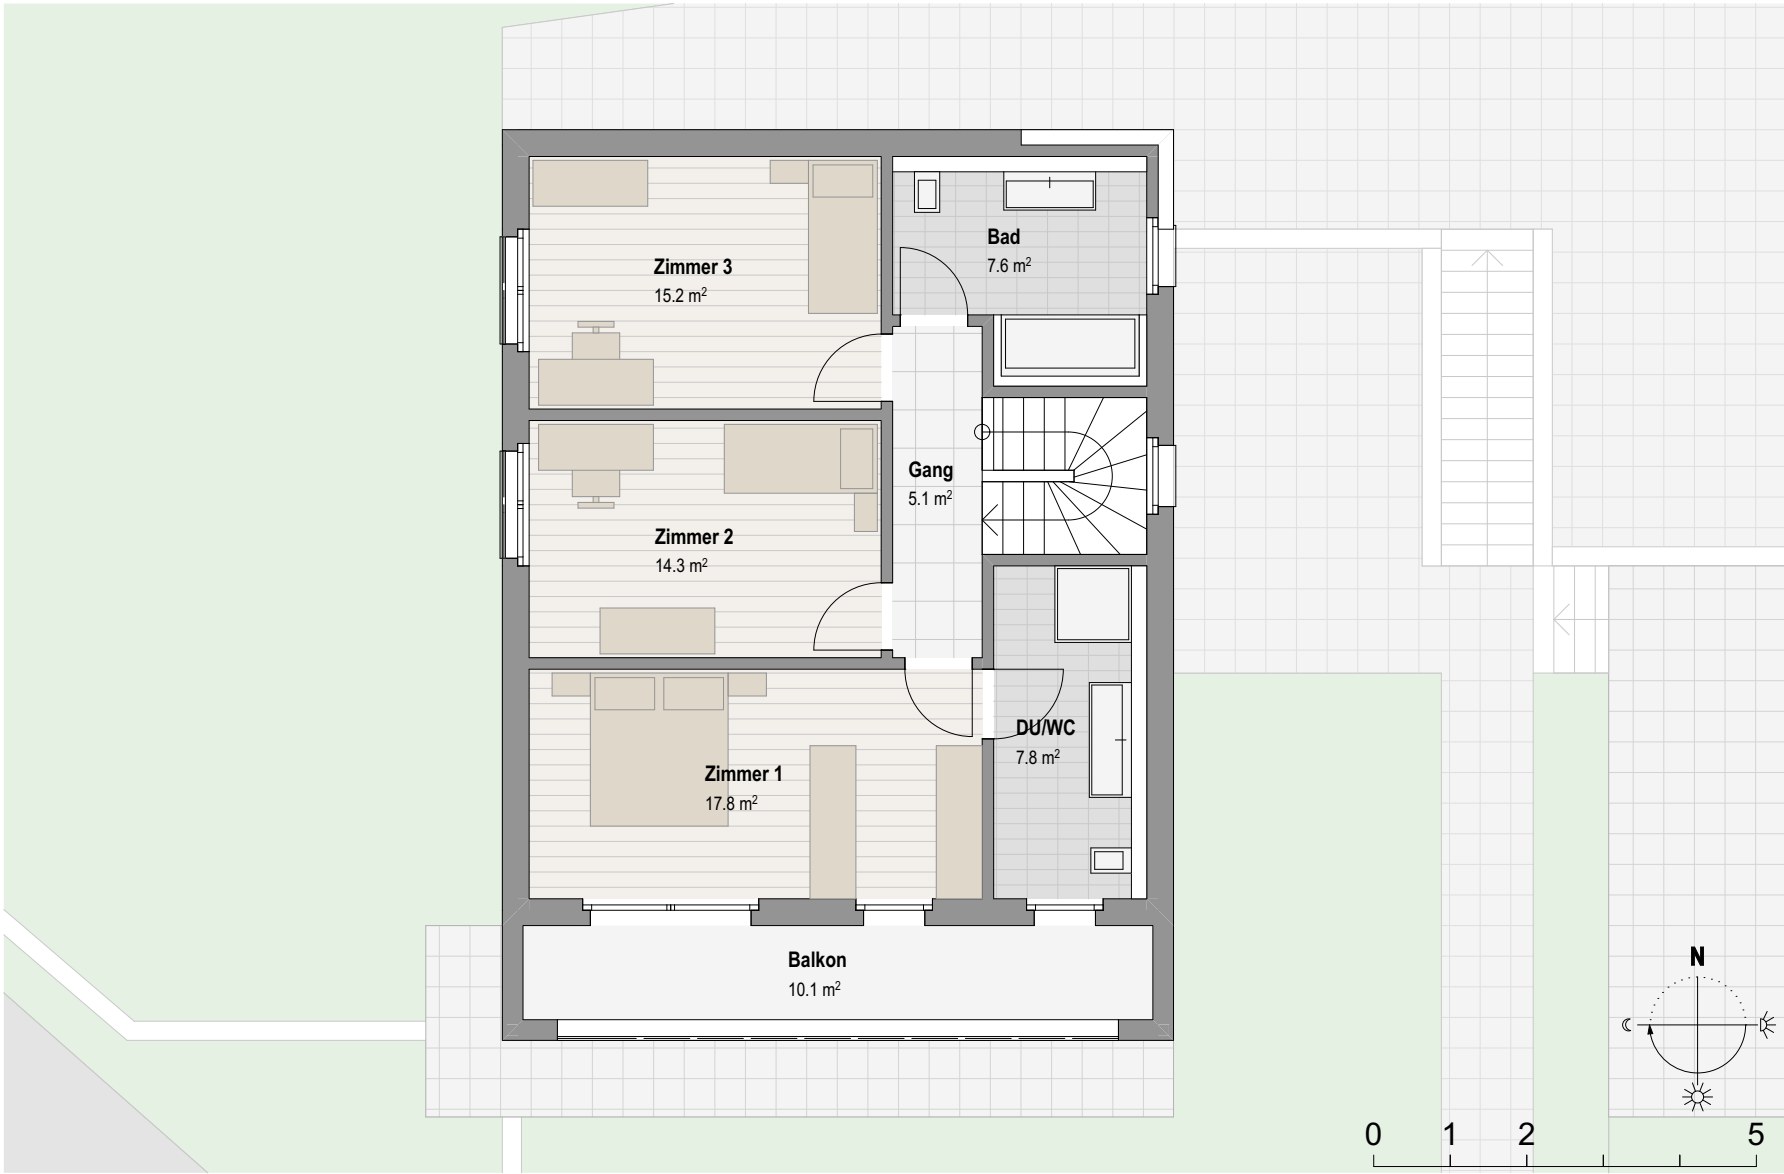 Zimmer 3
15.2 m²
Bad
7.6 m²
Gang
5.1 m²
Zimmer 2
14.3 m²
DU/WC
7.8 m²
Zimmer 1
17.8 m²
Balkon
10.1 m²
N
0 1 2 5